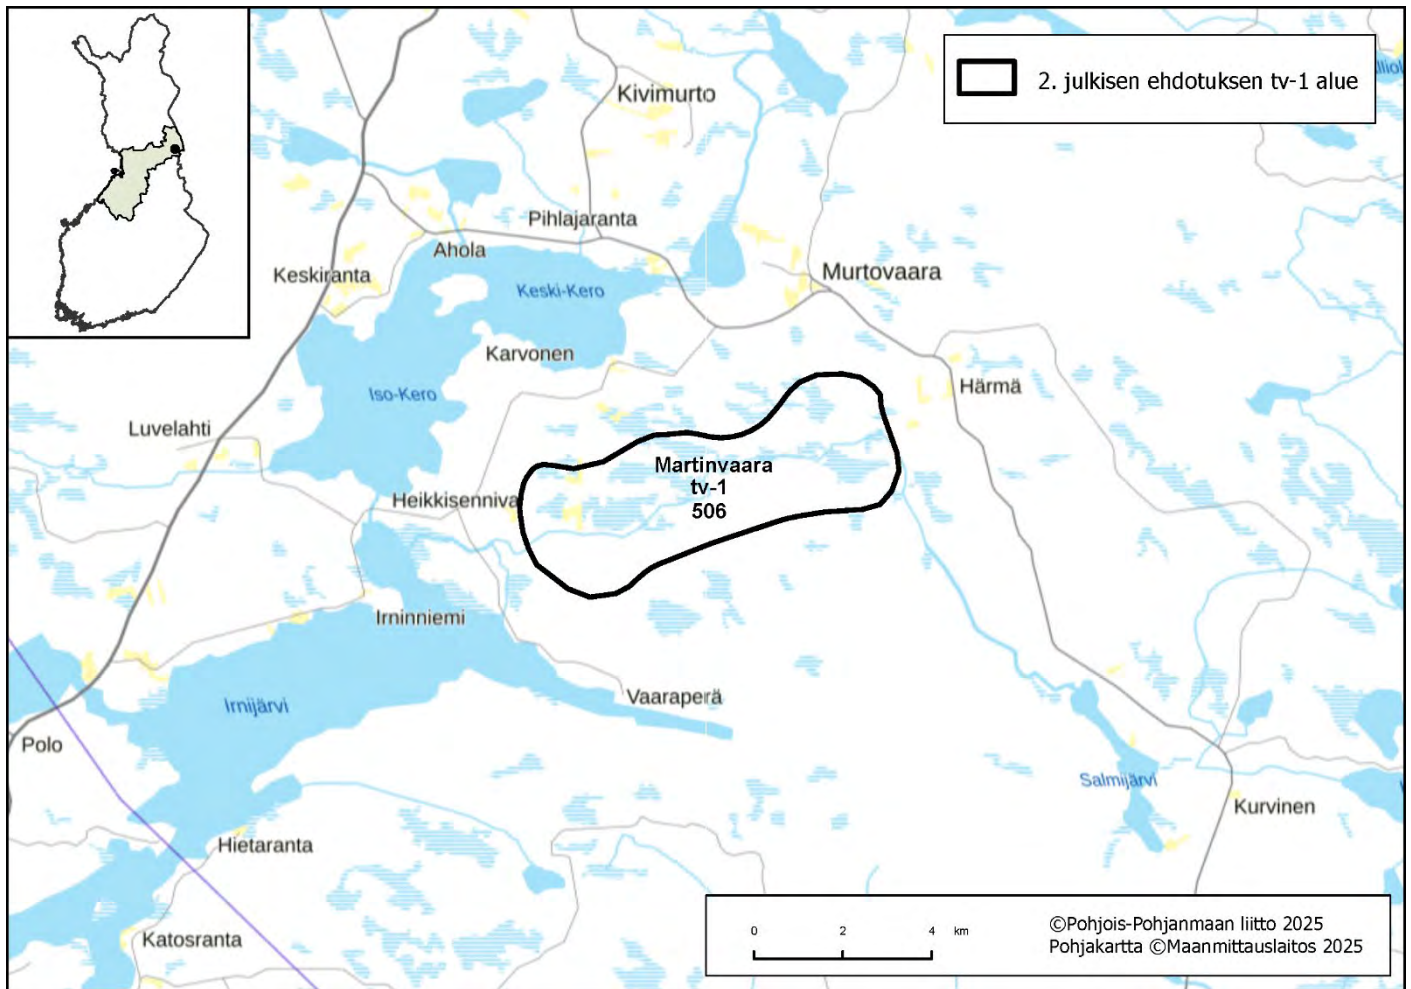 2. julkisen ehdotuksen tv-1 alue
Kivimurto
Pihlajaranta
Ahola
Keskiranta
Keski-Kero
Murtovaara
Karvonen
Härmä
Iso-Kero
Luvelahti
Martinvaara
tv-1
506
Heikkisenniva
Irninniemi
Vaaraperä
Irnijärvi
Polo
Salmijärvi
Kurvinen
Hietaranta
Katosranta
0 2 4 km
©Pohjois-Pohjanmaan liitto 2025
Pohjakartta ©Maanmittauslaitos 2025